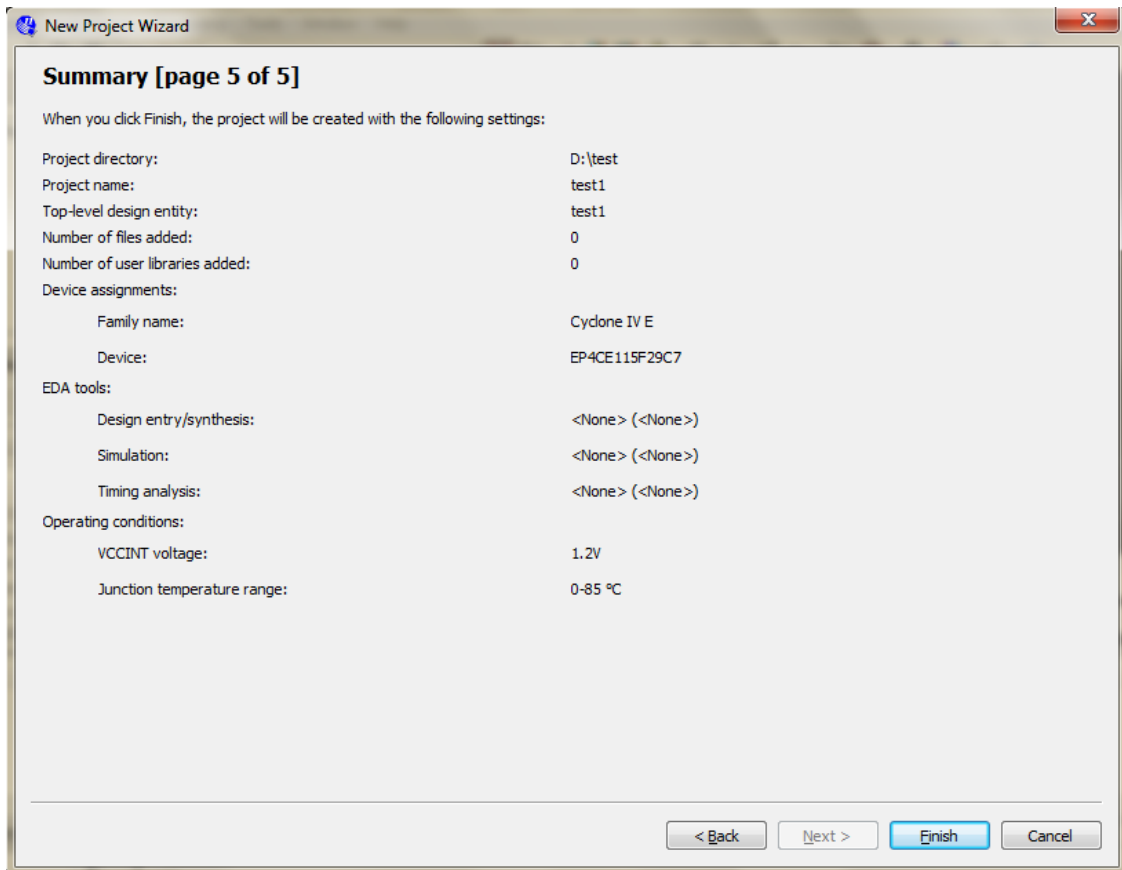 New Project Wizard
Summary [page 5 of 5]
When you click Finish, the project will be created with the following settings:
Project directory: D:\test
Project name: test1
Top-level design entity: test1
Number of files added: 0
Number of user libraries added: 0
Device assignments:
Family name: Cyclone IV E
Device: EP4CE115F29C7
EDA tools:
Design entry/synthesis: <None> (<None>)
Simulation: <None> (<None>)
Timing analysis: <None> (<None>)
Operating conditions:
VCCINT voltage: 1.2V
Junction temperature range: 0-85 ºC
< Back Next > Finish Cancel